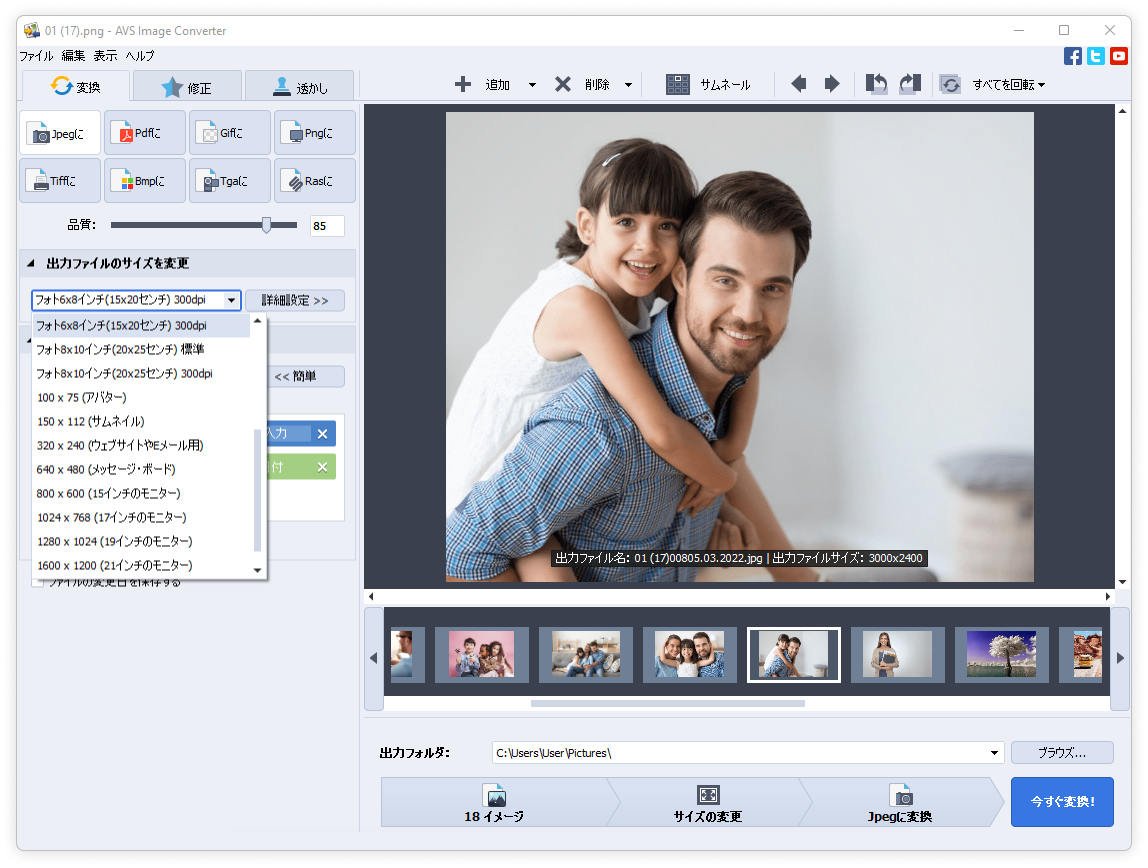 01 (17).png - AVS Image Converter
ファイル 編集 表示 ヘルプ
変換 修正 透かし
追加 削除 サムネール すべてを回転
Jpegに Pdfに Gifに Pngに
Tiffに Bmpに Tgaに Rasに
品質: 85
出力ファイルのサイズを変更
フォト6x8インチ(15x20センチ) 300dpi 詳細設定 >>
フォト6x8インチ(15x20センチ) 300dpi
フォト8x10インチ(20x25センチ) 標準
フォト8x10インチ(20x25センチ) 300dpi
<< 簡単
100 x 75 (アバター)
150 x 112 (サムネイル)
入力
320 x 240 (ウェブサイトやEメール用)
付
640 x 480 (メッセージ・ボード)
800 x 600 (15インチのモニター)
1024 x 768 (17インチのモニター)
1280 x 1024 (19インチのモニター)
1600 x 1200 (21インチのモニター)
ファイルの変更日を保存する
出力ファイル名: 01 (17)00805.03.2022.jpg | 出力ファイルサイズ: 3000x2400
出力フォルダ: C:\Users\User\Pictures\ ブラウズ...
18 イメージ サイズの変更 Jpegに変換 今すぐ変換!